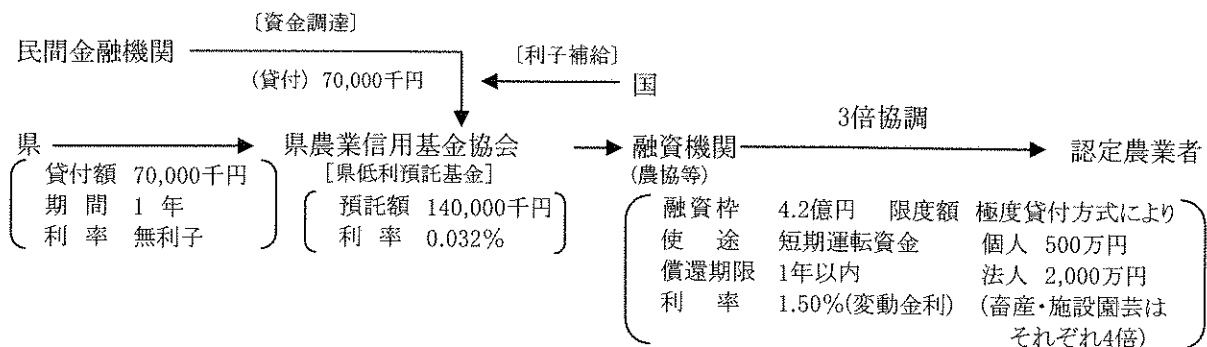 〔資金調達〕
民間金融機関
〔利子補給〕
(貸付) 70,000千円
国
3倍協調
県
県農業信用基金協会
融資機関
認定農業者
[県低利預託基金]
(農協等)
貸付額 70,000千円
期間 1年
利率 無利子
預託額 140,000千円
利率 0.032%
融資枠 4.2億円 限度額 極度貸付方式により
使途 短期運転資金 個人 500万円
償還期限 1年以内 法人 2,000万円
利率 1.50%(変動金利) (畜産・施設園芸は
それぞれ4倍)